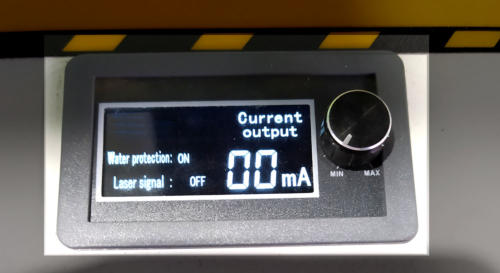 Current
output
Water protection: ON
Laser signal : OFF
00 mA
MIN MAX